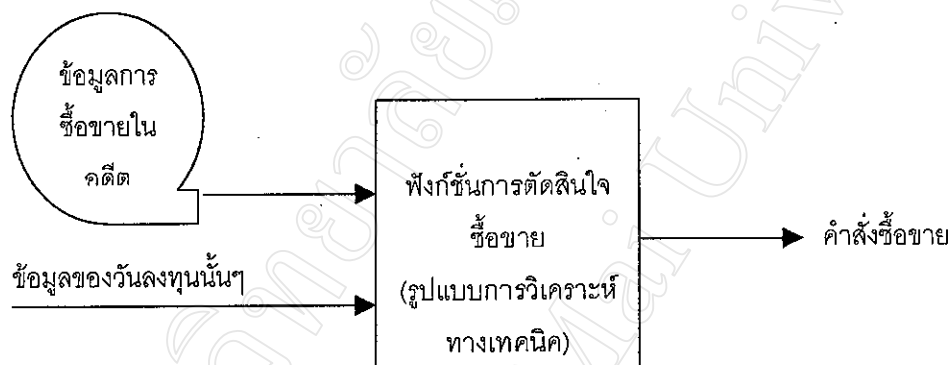 ข้อมูลการ
ซื้อขายใน
คดีต
ข้อมูลของวันลงทุนนั้นๆ
ฟังก์ชั่นการตัดสินใจ
ซื้อขาย
(รูปแบบการวิเคราะห์
ทางเทคนิค)
คำสั่งซื้อขาย